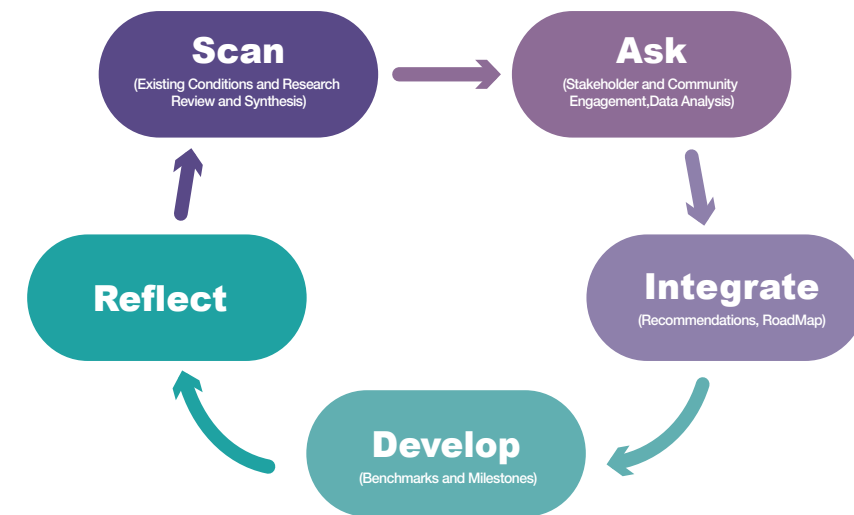 Scan
(Existing Conditions and Research
Review and Synthesis)
Ask
(Stakeholder and Community
Engagement,Data Analysis)
Integrate
(Recommendations, RoadMap)
Develop
(Benchmarks and Milestones)
Reflect